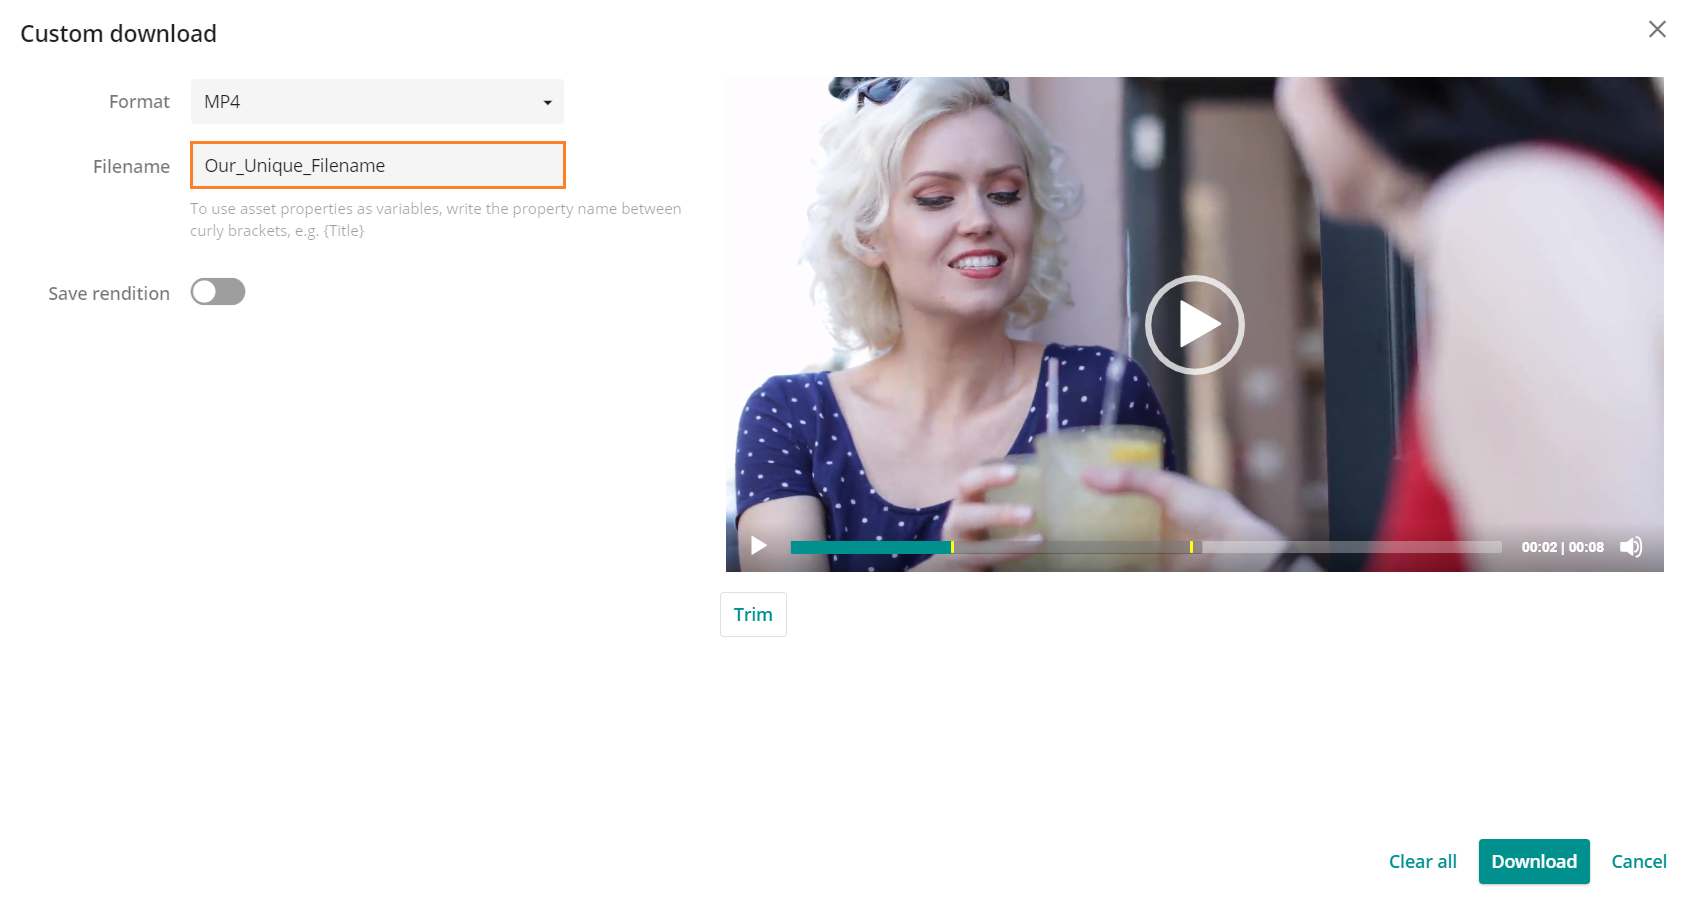 Custom download
Format
MP4
Filename
Our_Unique_Filename
To use asset properties as variables, write the property name between
curly brackets, e.g. {Title}
Save rendition
00:02 | 00:08
Trim
Clear all
Download
Cancel